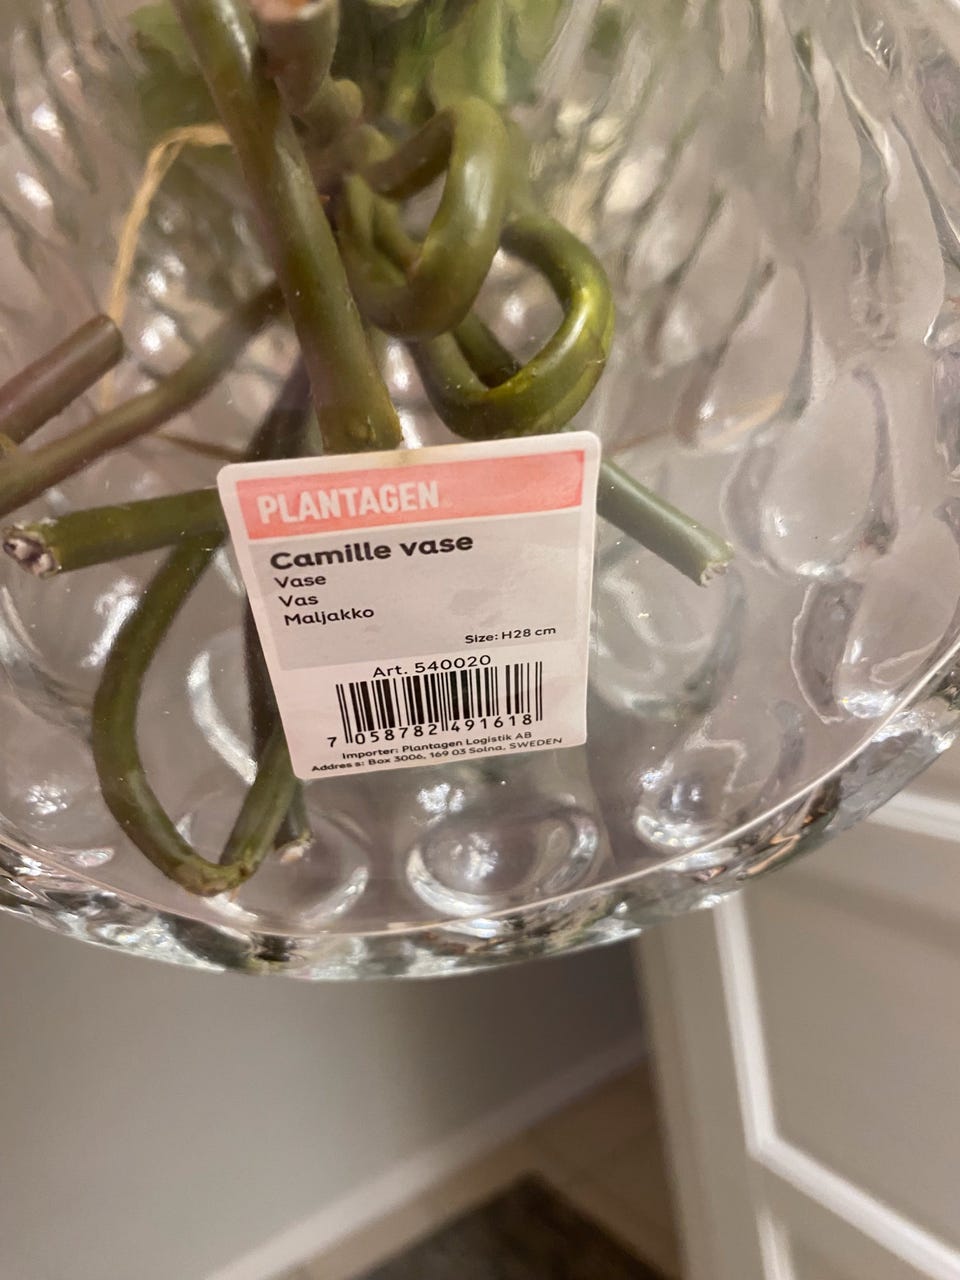 PLANTAGEN
Camille vase
Vase
Vas
Maljakko
Size: H28 cm
Art. 540020
7 058782 491618
Importer: Plantagen Logistik AB
Address: Box 3006, 169 03 Solna, SWEDEN